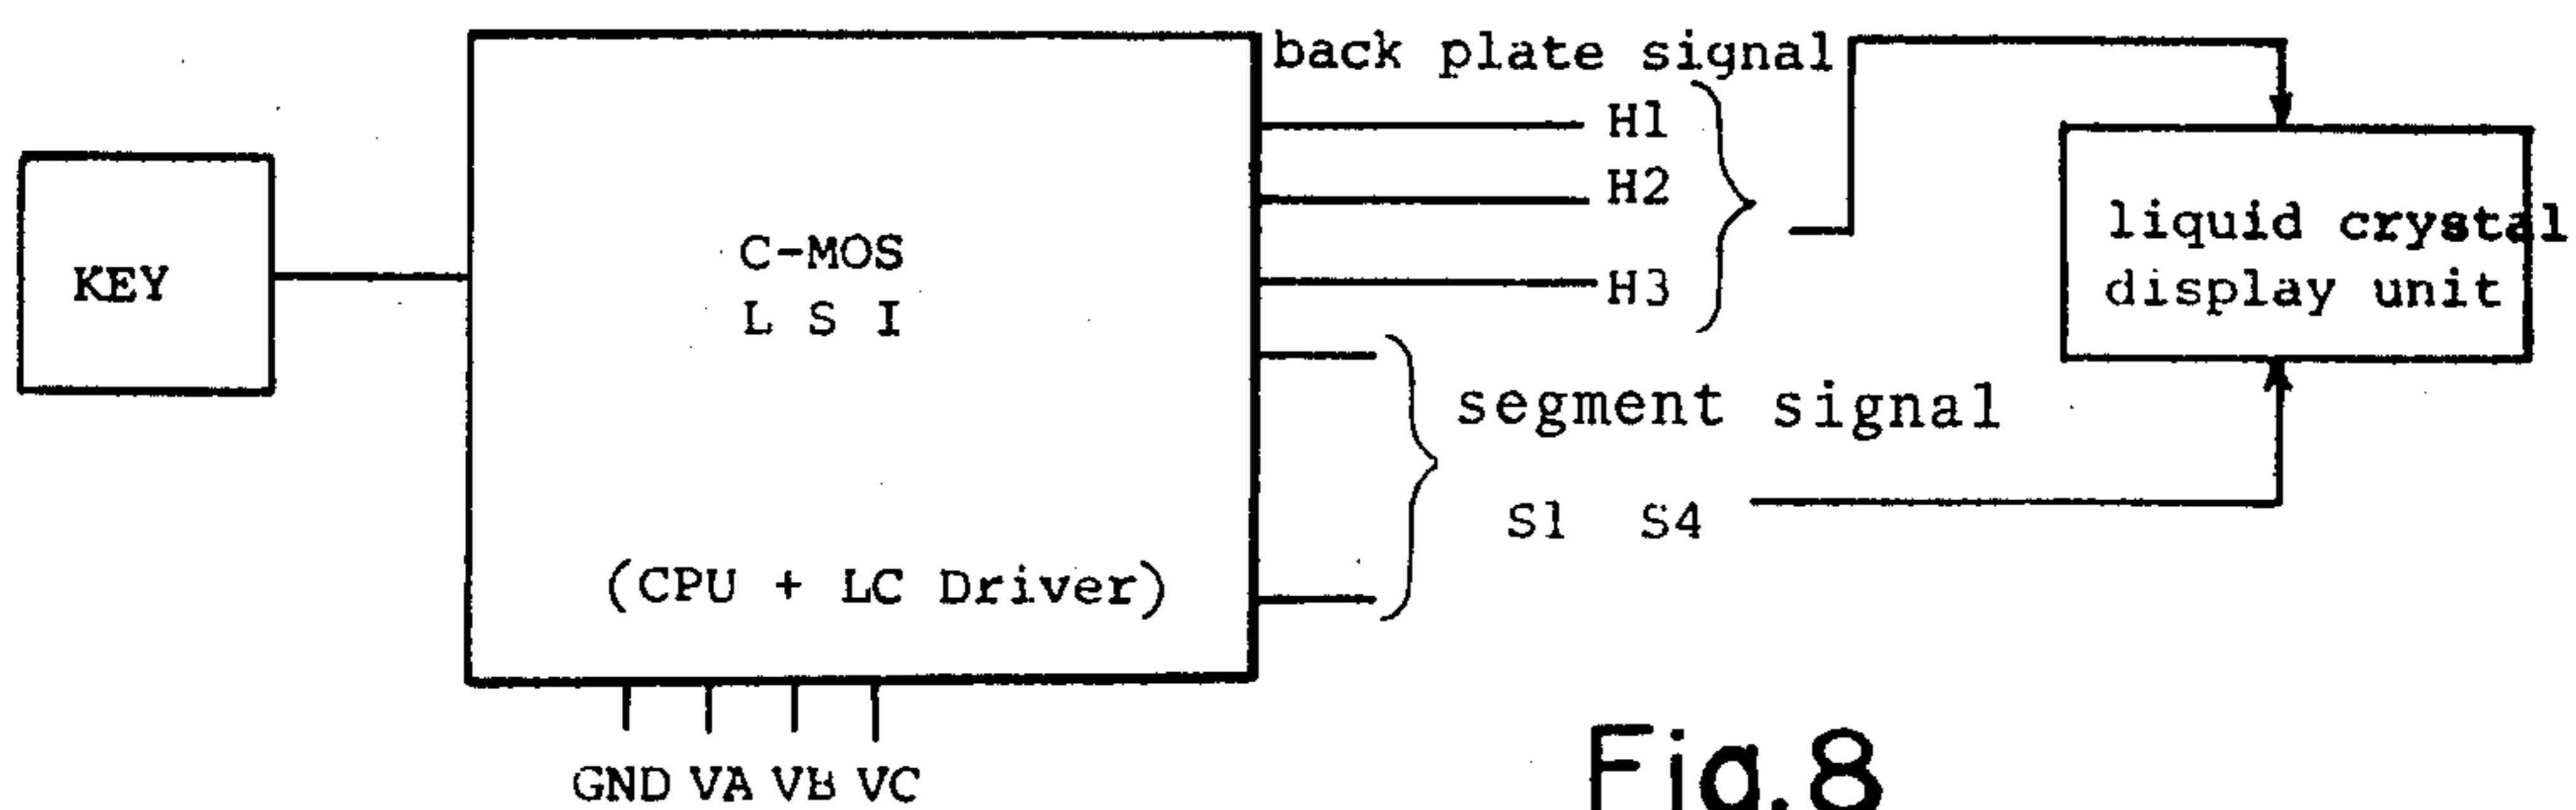 back plate signal
H1
H2
H3
KEY
C-MOS
L S I
(CPU + LC Driver)
segment signal
S1 S4
liquid crystal
display unit
GND VA VB VC
Fig.8